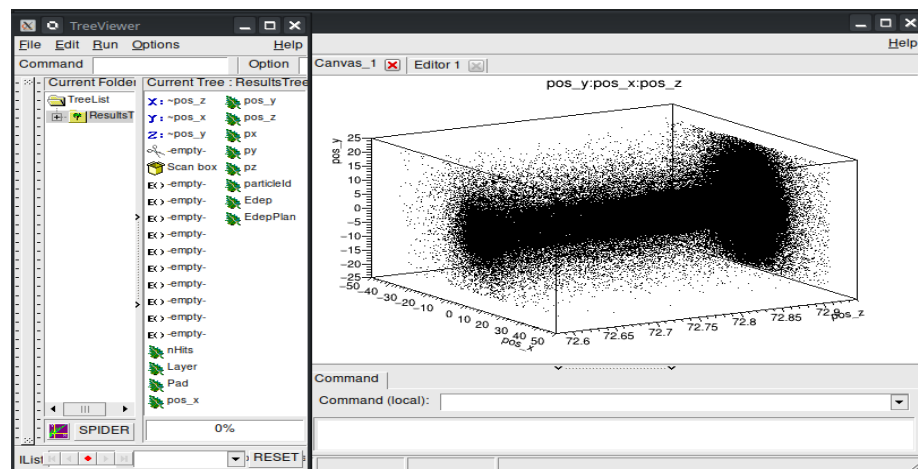 TreeViewer
File Edit Run Options Help
Command Option
Current Folder Current Tree : ResultsTree
TreeList
ResultsT
X: ~pos_z pos_y
Y: ~pos_x pos_z
Z: ~pos_y px
-empty- py
Scan box pz
E() -empty- particleId
E() -empty- Edep
E() -empty- EdepPlan
E() -empty-
E() -empty-
E() -empty-
E() -empty-
E() -empty-
E() -empty-
E() -empty-
nHits
Layer
Pad
pos_x
SPIDER 0%
IList RESET
Help
Canvas_1 Editor 1
pos_y:pos_x:pos_z
pos_y
25
20
15
10
5
0
−5
−10
−15
−20
−25
−50 −40 −30 −20 −10 0 10 20 30 40 50
pos_x
72.6 72.65 72.7 72.75 72.8 72.85 72.9
pos_z
Command
Command (local):